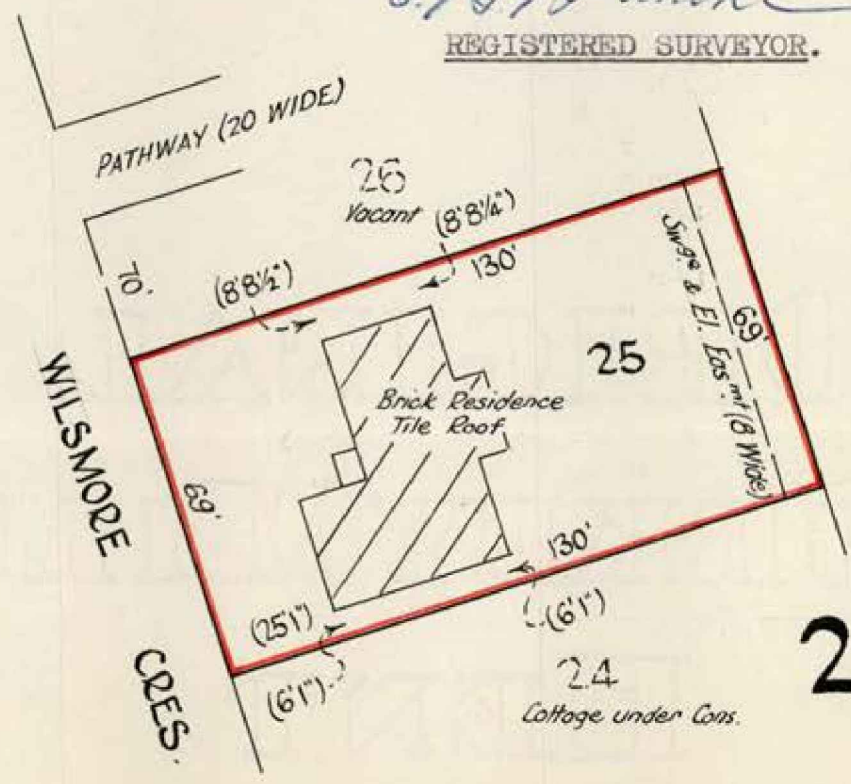 REGISTERED SURVEYOR.
PATHWAY (20 WIDE)
26
Vacant
(8'8¼")
(8'8½")
130'
70'
25
69'
Swge & El. Eas.mt (8 Wide)
WILSMORE
CRES.
Brick Residence
Tile Roof
69'
130'
(25'1")
(6'1")
(6'1")
24
Cottage under Cons.
2